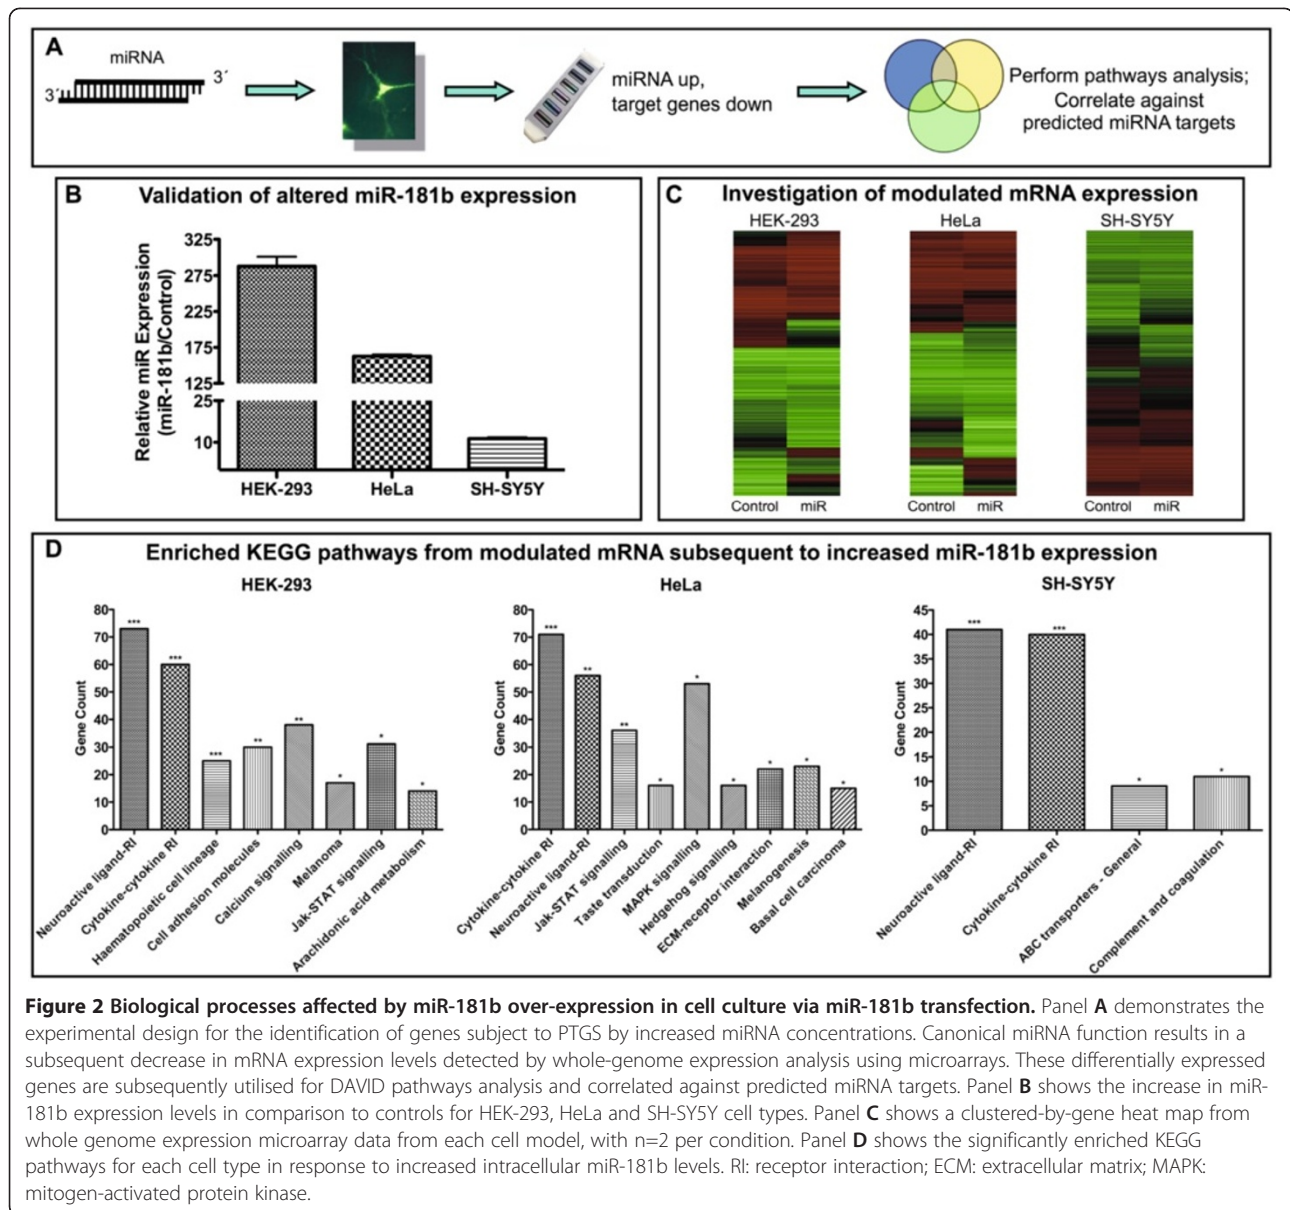 A
miRNA
3´
3´
miRNA up,
target genes down
Perform pathways analysis;
Correlate against
predicted miRNA targets
B
Validation of altered miR-181b expression
Relative miR Expression
(miR-181b/Control)
325
275
225
175
125
25
10
HEK-293
HeLa
SH-SY5Y
C
Investigation of modulated mRNA expression
HEK-293
HeLa
SH-SY5Y
Control
miR
Control
miR
Control
miR
D
Enriched KEGG pathways from modulated mRNA subsequent to increased miR-181b expression
HEK-293
Gene Count
80
70
60
50
40
30
20
10
0
***
***
***
**
**
*
*
*
Neuroactive ligand-RI
Cytokine-cytokine RI
Haematopoietic cell lineage
Cell adhesion molecules
Calcium signalling
Melanoma
Jak-STAT signalling
Arachidonic acid metabolism
HeLa
Gene Count
80
70
60
50
40
30
20
10
0
***
**
**
*
*
*
*
*
*
Cytokine-cytokine RI
Neuroactive ligand-RI
Jak-STAT signalling
Taste transduction
MAPK signalling
Hedgehog signalling
ECM-receptor interaction
Melanogenesis
Basal cell carcinoma
SH-SY5Y
Gene Count
45
40
35
30
25
20
15
10
5
0
***
***
*
*
Neuroactive ligand-RI
Cytokine-cytokine RI
ABC transporters - General
Complement and coagulation
Figure 2 Biological processes affected by miR-181b over-expression in cell culture via miR-181b transfection. Panel A demonstrates the
experimental design for the identification of genes subject to PTGS by increased miRNA concentrations. Canonical miRNA function results in a
subsequent decrease in mRNA expression levels detected by whole-genome expression analysis using microarrays. These differentially expressed
genes are subsequently utilised for DAVID pathways analysis and correlated against predicted miRNA targets. Panel B shows the increase in miR-
181b expression levels in comparison to controls for HEK-293, HeLa and SH-SY5Y cell types. Panel C shows a clustered-by-gene heat map from
whole genome expression microarray data from each cell model, with n=2 per condition. Panel D shows the significantly enriched KEGG
pathways for each cell type in response to increased intracellular miR-181b levels. RI: receptor interaction; ECM: extracellular matrix; MAPK:
mitogen-activated protein kinase.